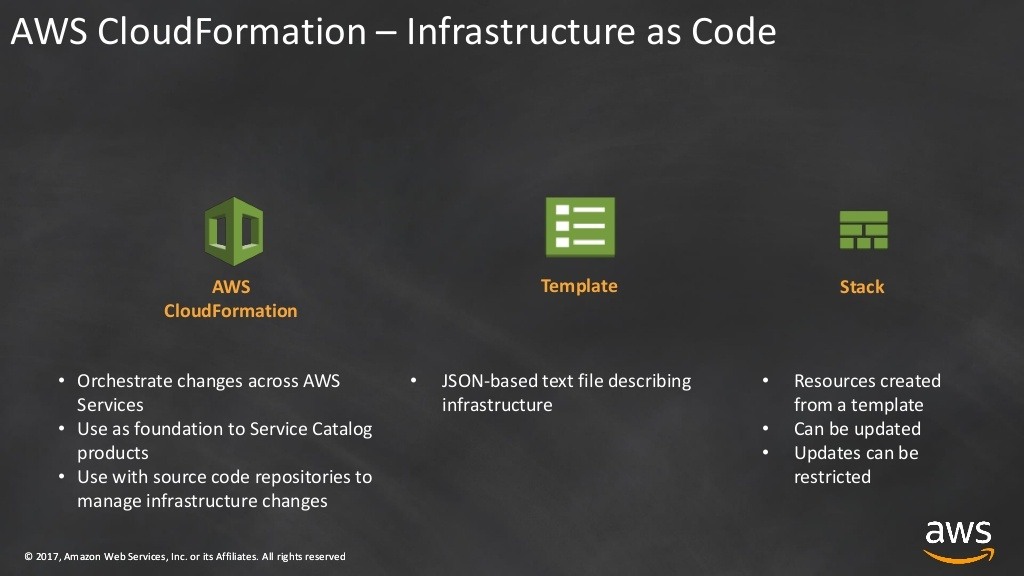 AWS CloudFormation – Infrastructure as Code
AWS
CloudFormation
• Orchestrate changes across AWS
Services
• Use as foundation to Service Catalog
products
• Use with source code repositories to
manage infrastructure changes
Template
• JSON-based text file describing
infrastructure
Stack
• Resources created
from a template
• Can be updated
• Updates can be
restricted
© 2017, Amazon Web Services, Inc. or its Affiliates. All rights reserved
aws